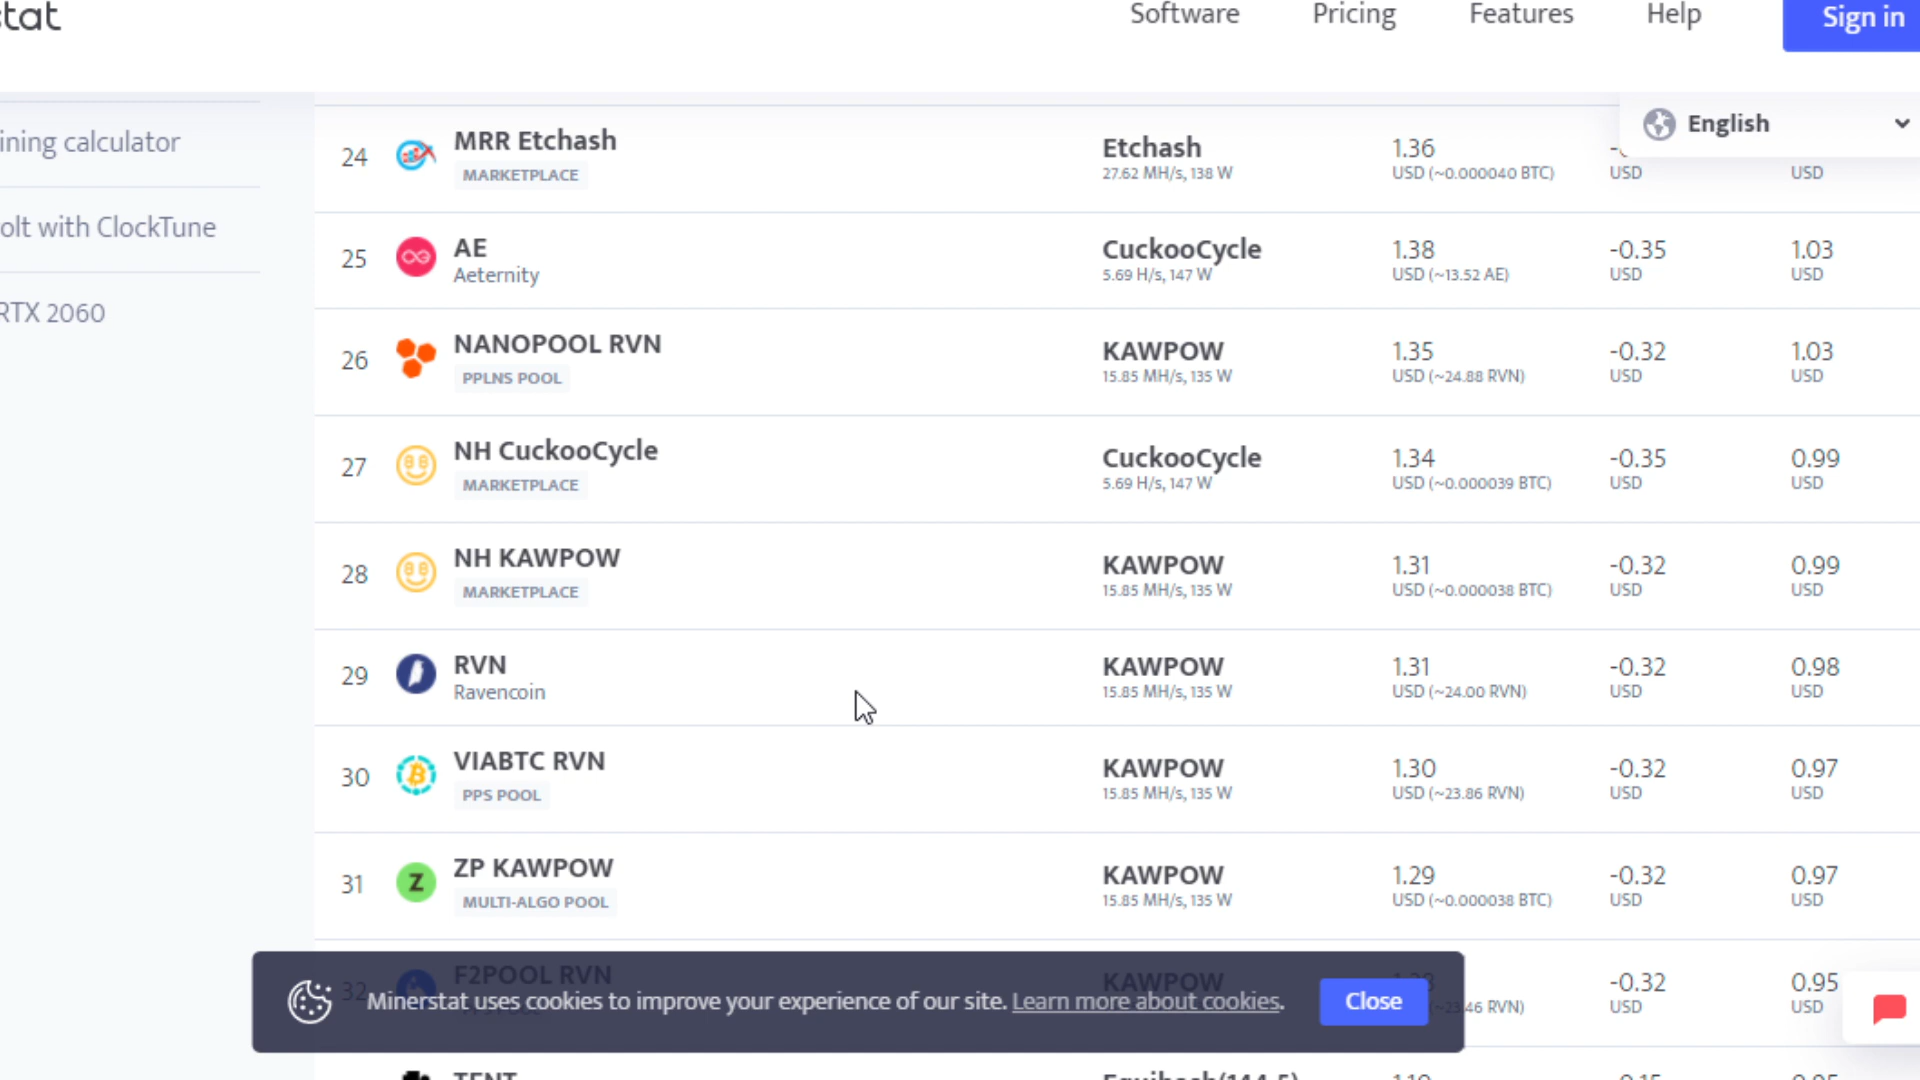 stat
Software Pricing Features Help Sign in
English
ining calculator
olt with ClockTune
RTX 2060
24 MRR Etchash Etchash 1.36
MARKETPLACE 27.62 MH/s, 138 W USD (~0.000040 BTC) USD USD
25 AE CuckooCycle 1.38 -0.35 1.03
Aeternity 5.69 H/s, 147 W USD (~13.52 AE) USD USD
26 NANOPOOL RVN KAWPOW 1.35 -0.32 1.03
PPLNS POOL 15.85 MH/s, 135 W USD (~24.88 RVN) USD USD
27 NH CuckooCycle CuckooCycle 1.34 -0.35 0.99
MARKETPLACE 5.69 H/s, 147 W USD (~0.000039 BTC) USD USD
28 NH KAWPOW KAWPOW 1.31 -0.32 0.99
MARKETPLACE 15.85 MH/s, 135 W USD (~0.000038 BTC) USD USD
29 RVN KAWPOW 1.31 -0.32 0.98
Ravencoin 15.85 MH/s, 135 W USD (~24.00 RVN) USD USD
30 VIABTC RVN KAWPOW 1.30 -0.32 0.97
PPS POOL 15.85 MH/s, 135 W USD (~23.86 RVN) USD USD
31 ZP KAWPOW KAWPOW 1.29 -0.32 0.97
MULTI-ALGO POOL 15.85 MH/s, 135 W USD (~0.000038 BTC) USD USD
32 F2POOL RVN KAWPOW -0.32 0.95
46 RVN) USD USD
Minerstat uses cookies to improve your experience of our site. Learn more about cookies. Close